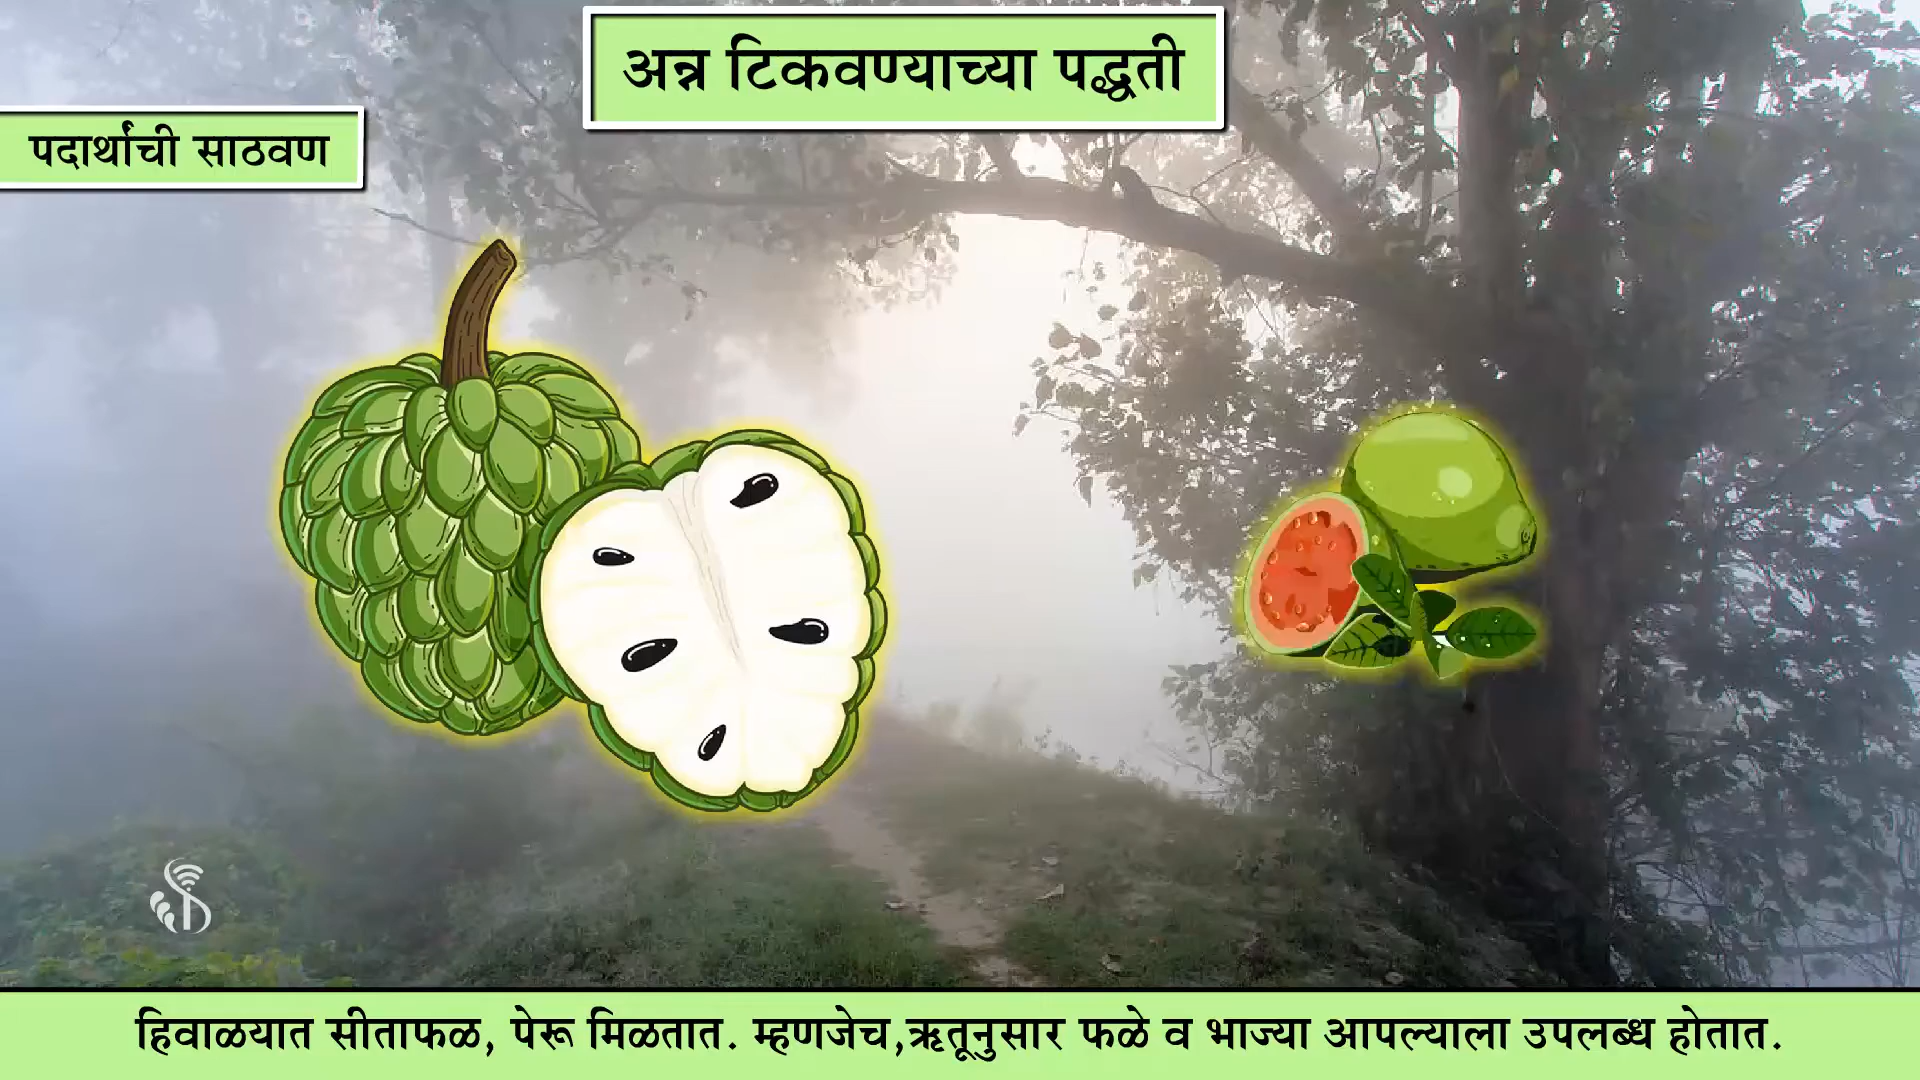 अन्न टिकवण्याच्या पद्धती
पदार्थांची साठवण
हिवाळयात सीताफळ, पेरू मिळतात. म्हणजेच,ऋतूनुसार फळे व भाज्या आपल्याला उपलब्ध होतात.